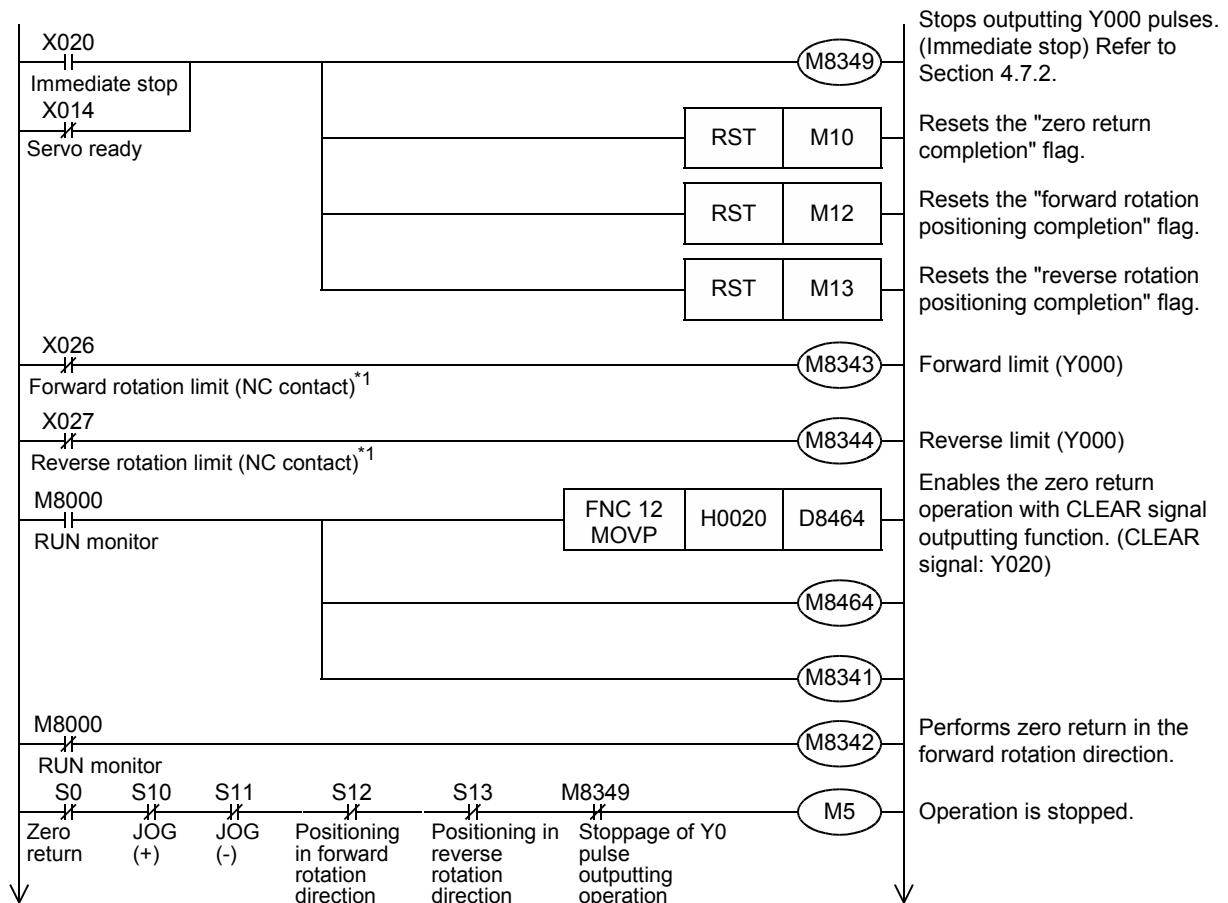 X020
Immediate stop
X014
Servo ready
M8349
Stops outputting Y000 pulses.
(Immediate stop) Refer to
Section 4.7.2.
RST M10
Resets the "zero return
completion" flag.
RST M12
Resets the "forward rotation
positioning completion" flag.
RST M13
Resets the "reverse rotation
positioning completion" flag.
X026
Forward rotation limit (NC contact)*1
M8343
Forward limit (Y000)
X027
Reverse rotation limit (NC contact)*1
M8344
Reverse limit (Y000)
M8000
RUN monitor
FNC 12
MOVP
H0020 D8464
Enables the zero return
operation with CLEAR signal
outputting function. (CLEAR
signal: Y020)
M8464
M8341
M8000
RUN monitor
M8342
Performs zero return in the
forward rotation direction.
S0
Zero
return
S10
JOG
(+)
S11
JOG
(-)
S12
Positioning
in forward
rotation
direction
S13
Positioning in
reverse
rotation
direction
M8349
Stoppage of Y0
pulse
outputting
operation
M5
Operation is stopped.